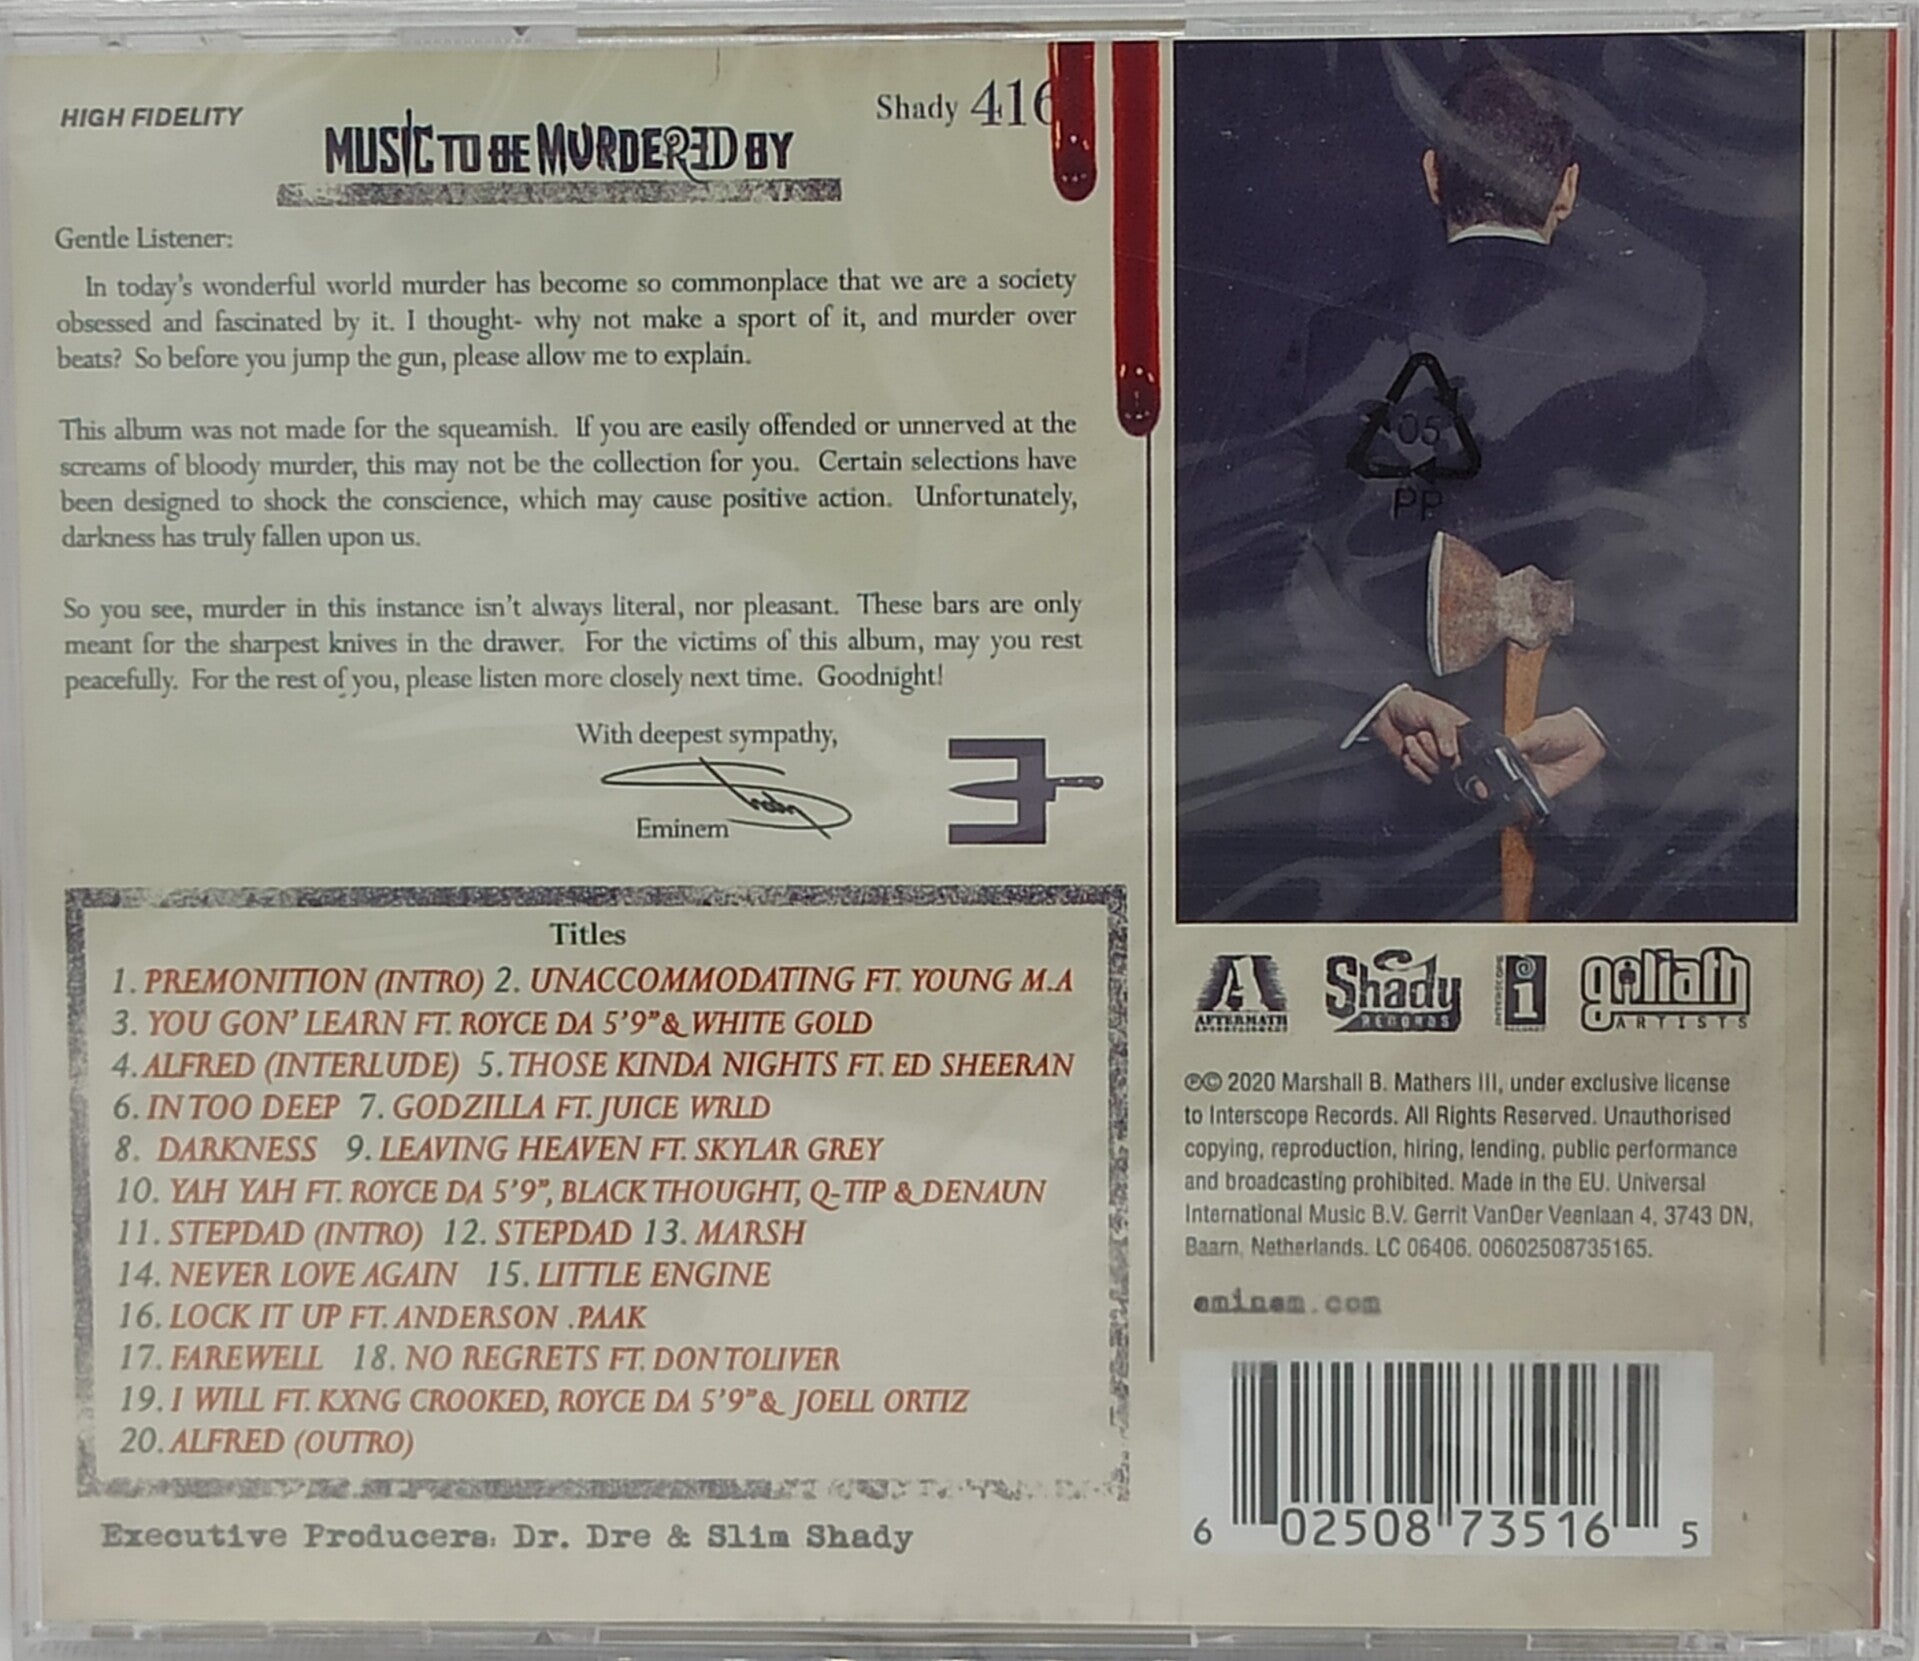 HIGH FIDELITY
Shady 416
MUSIC TO BE MURDERED BY
Gentle Listener:
In today's wonderful world murder has become so commonplace that we are a society
obsessed and fascinated by it. I thought- why not make a sport of it, and murder over
beats? So before you jump the gun, please allow me to explain.
This album was not made for the squeamish. If you are easily offended or unnerved at the
screams of bloody murder, this may not be the collection for you. Certain selections have
been designed to shock the conscience, which may cause positive action. Unfortunately,
darkness has truly fallen upon us.
So you see, murder in this instance isn't always literal, nor pleasant. These bars are only
meant for the sharpest knives in the drawer. For the victims of this album, may you rest
peacefully. For the rest of you, please listen more closely next time. Goodnight!
With deepest sympathy,
Eminem
Titles
1. PREMONITION (INTRO) 2. UNACCOMMODATING FT. YOUNG M.A
3. YOU GON' LEARN FT. ROYCE DA 5'9" & WHITE GOLD
4. ALFRED (INTERLUDE) 5. THOSE KINDA NIGHTS FT. ED SHEERAN
6. IN TOO DEEP 7. GODZILLA FT. JUICE WRLD
8. DARKNESS 9. LEAVING HEAVEN FT. SKYLAR GREY
10. YAH YAH FT. ROYCE DA 5'9", BLACK THOUGHT, Q-TIP & DENAUN
11. STEPDAD (INTRO) 12. STEPDAD 13. MARSH
14. NEVER LOVE AGAIN 15. LITTLE ENGINE
16. LOCK IT UP FT. ANDERSON .PAAK
17. FAREWELL 18. NO REGRETS FT. DON TOLIVER
19. I WILL FT. KXNG CROOKED, ROYCE DA 5'9" & JOELL ORTIZ
20. ALFRED (OUTRO)
Executive Producers: Dr. Dre & Slim Shady
05
PP
A
AFTERMATH
ENTERTAINMENT
Shady
RECORDS
i
INTERSCOPE
RECORDS
goliath
ARTISTS
℗© 2020 Marshall B. Mathers III, under exclusive license
to Interscope Records. All Rights Reserved. Unauthorised
copying, reproduction, hiring, lending, public performance
and broadcasting prohibited. Made in the EU. Universal
International Music B.V. Gerrit VanDer Veenlaan 4, 3743 DN,
Baarn, Netherlands. LC 06406. 00602508735165.
eminem.com
6 02508 73516 5